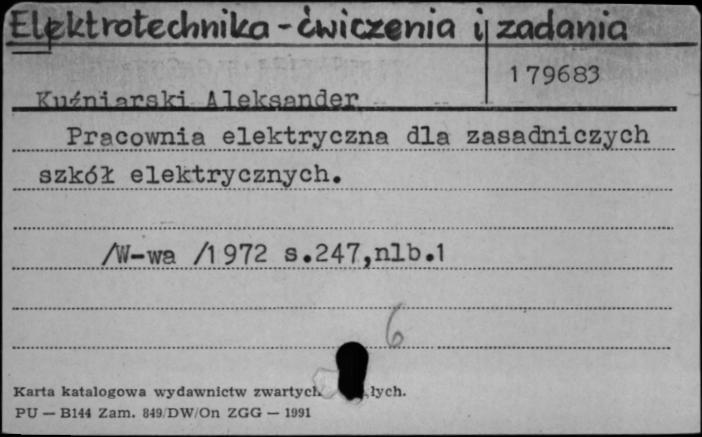 Elektrotechnika - ćwiczenia i zadania
179683
Kuźniarski Aleksander
Pracownia elektryczna dla zasadniczych
szkół elektrycznych.
/W-wa /1972 s.247,nlb.1
6
Karta katalogowa wydawnictw łych.
PU — B144 Zam. 849/DW/On ZGG — 1991